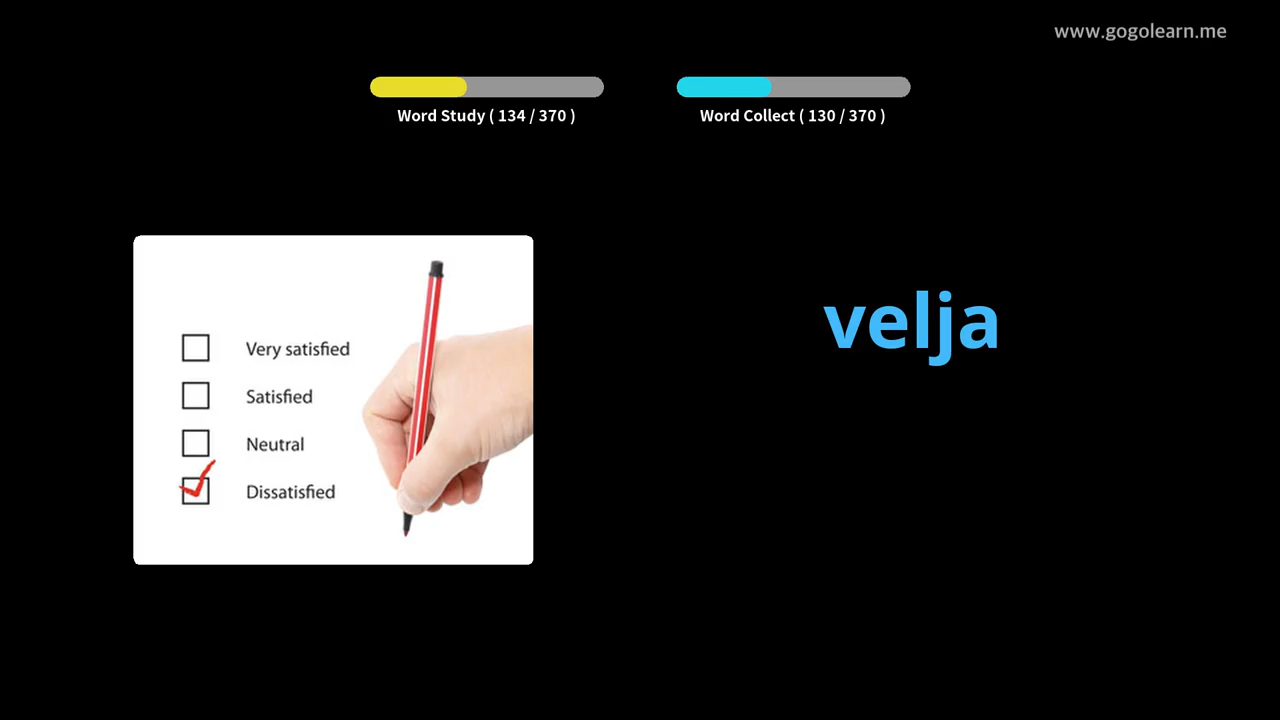 www.gogolearn.me
Word Study ( 134 / 370 )
Word Collect ( 130 / 370 )
velja
Very satisfied
Satisfied
Neutral
Dissatisfied